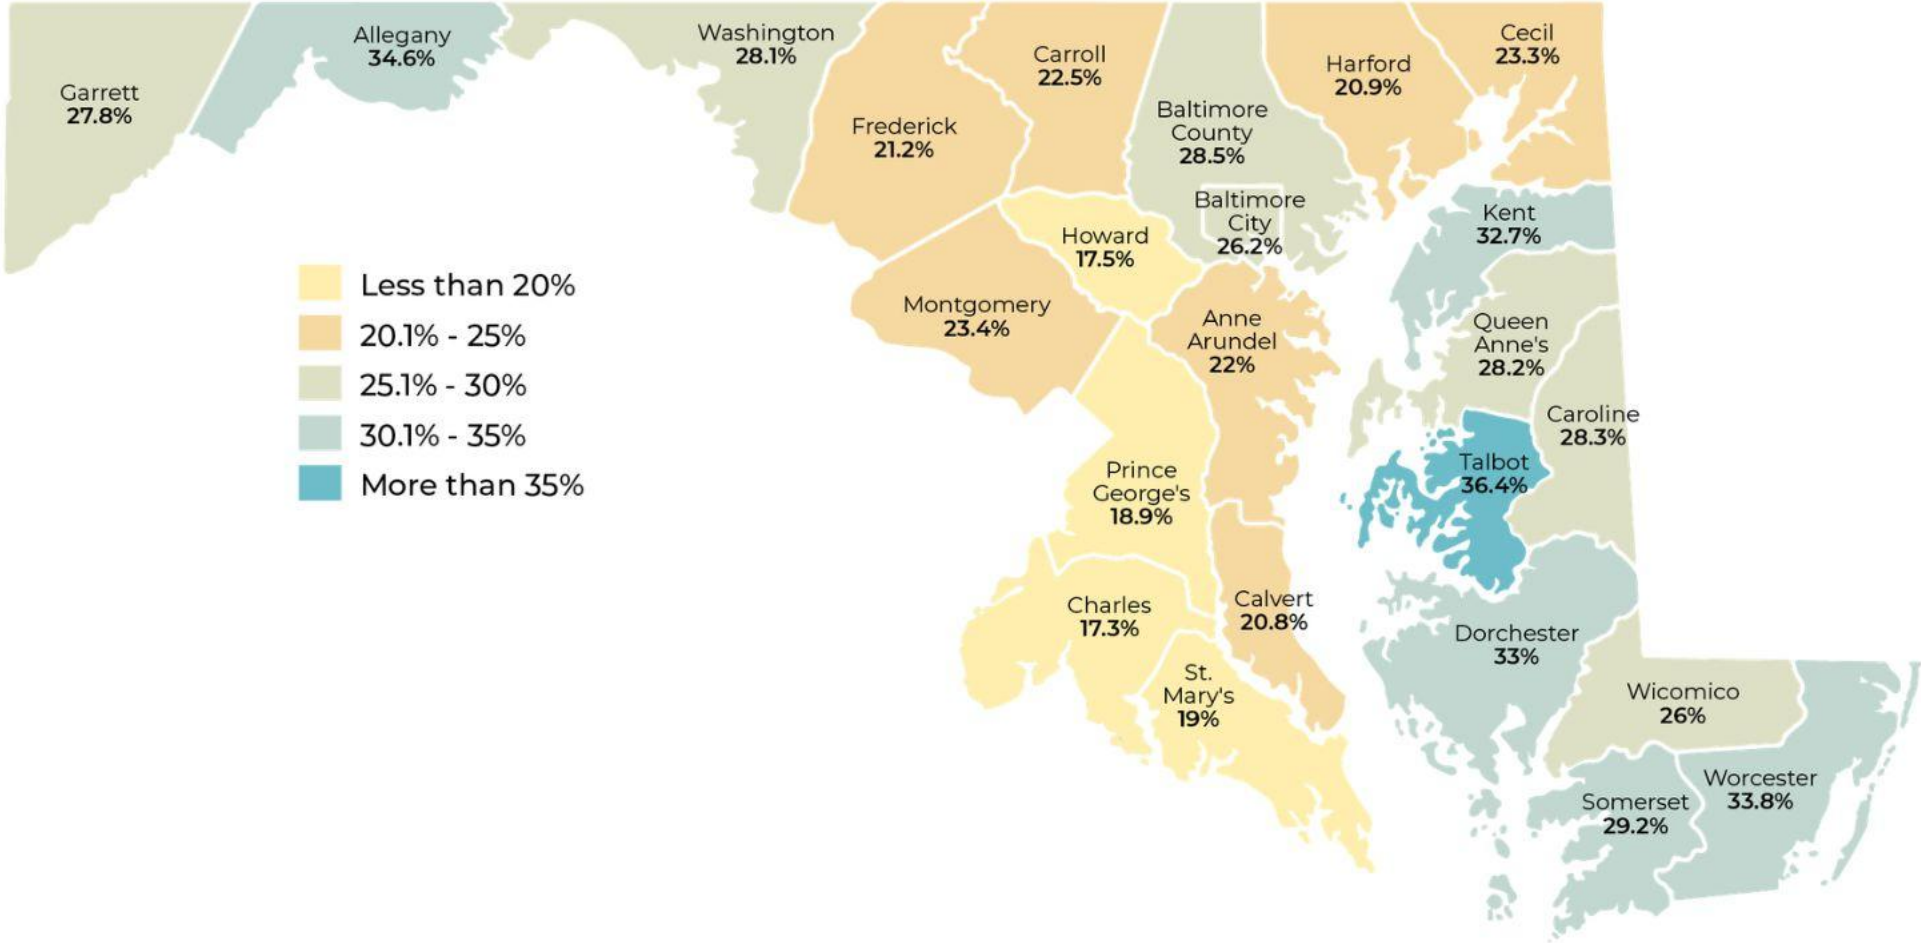 Garrett
27.8%
Allegany
34.6%
Washington
28.1%
Frederick
21.2%
Carroll
22.5%
Baltimore
County
28.5%
Baltimore
City
26.2%
Harford
20.9%
Cecil
23.3%
Howard
17.5%
Montgomery
23.4%
Anne
Arundel
22%
Kent
32.7%
Queen
Anne's
28.2%
Caroline
28.3%
Talbot
36.4%
Prince
George's
18.9%
Charles
17.3%
Calvert
20.8%
St.
Mary's
19%
Dorchester
33%
Wicomico
26%
Somerset
29.2%
Worcester
33.8%
Less than 20%
20.1% - 25%
25.1% - 30%
30.1% - 35%
More than 35%